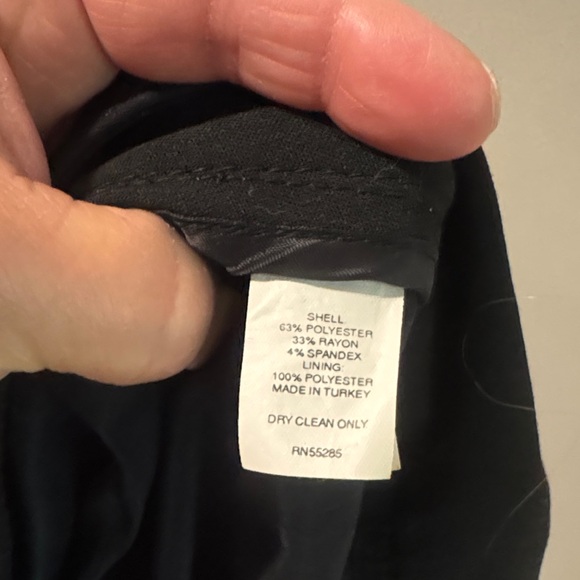 SHELL
63% POLYESTER
33% RAYON
4% SPANDEX
LINING:
100% POLYESTER
MADE IN TURKEY
DRY CLEAN ONLY
RN55285